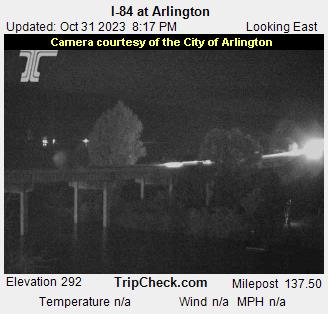 I-84 at Arlington
Updated: Oct 31 2023 8:17 PM Looking East
Camera courtesy of the City of Arlington
Elevation 292 TripCheck.com Milepost 137.50
Temperature n/a Wind n/a MPH n/a